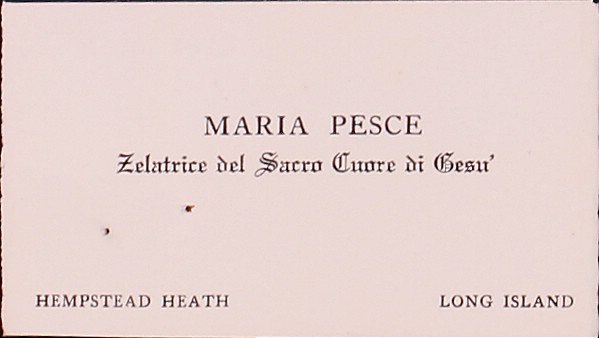 MARIA PESCE
Zelatrice del Sacro Cuore di Gesu'
HEMPSTEAD HEATH LONG ISLAND